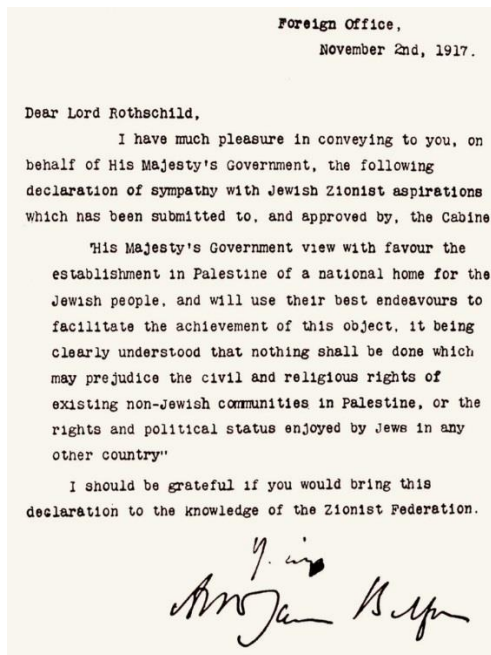 Foreign Office,
November 2nd, 1917.
Dear Lord Rothschild,
I have much pleasure in conveying to you, on
behalf of His Majesty's Government, the following
declaration of sympathy with Jewish Zionist aspirations
which has been submitted to, and approved by, the Cabine
"His Majesty's Government view with favour the
establishment in Palestine of a national home for the
Jewish people, and will use their best endeavours to
facilitate the achievement of this object, it being
clearly understood that nothing shall be done which
may prejudice the civil and religious rights of
existing non-Jewish communities in Palestine, or the
rights and political status enjoyed by Jews in any
other country"
I should be grateful if you would bring this
declaration to the knowledge of the Zionist Federation.